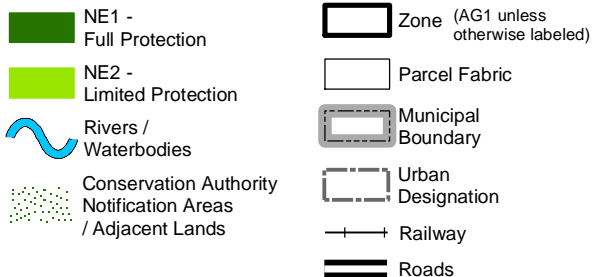 NE1 -
Full Protection
NE2 -
Limited Protection
Rivers /
Waterbodies
Conservation Authority
Notification Areas
/ Adjacent Lands
Zone (AG1 unless
otherwise labeled)
Parcel Fabric
Municipal
Boundary
Urban
Designation
Railway
Roads